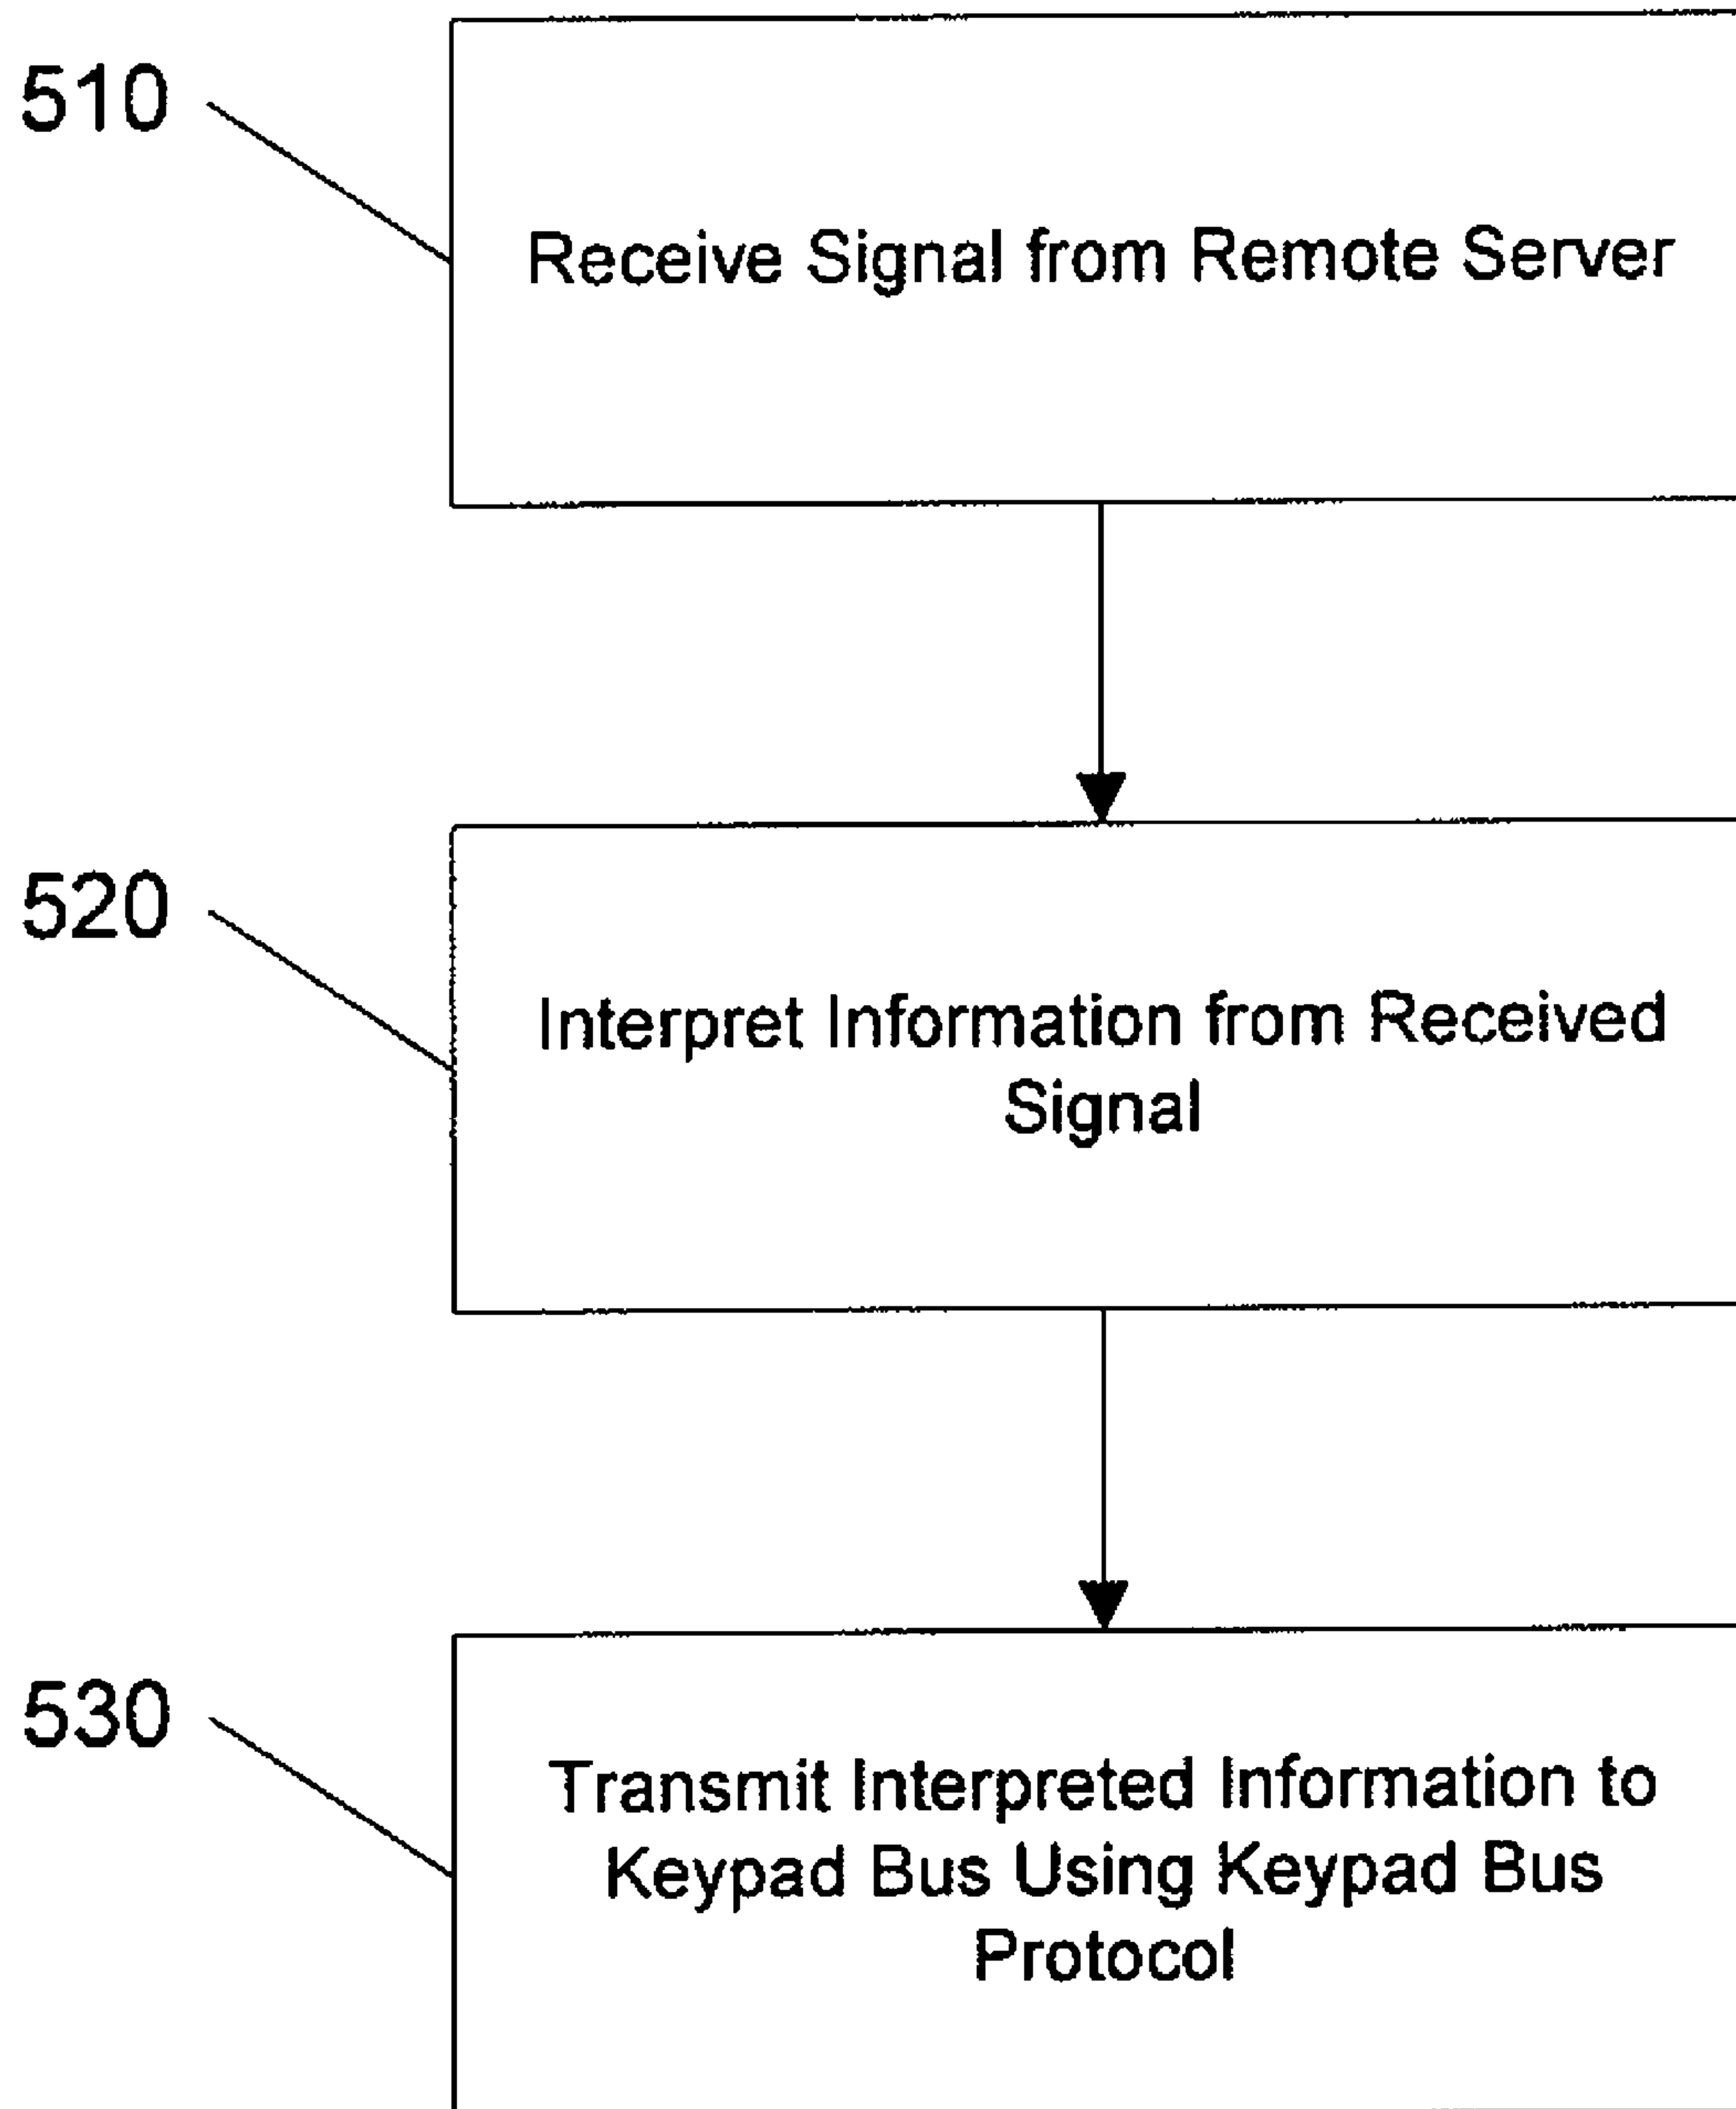 510
Receive Signal from Remote Server
520
Interpret Information from Received
Signal
530
Transmit Interpreted Information to
Keypad Bus Using Keypad Bus
Protocol